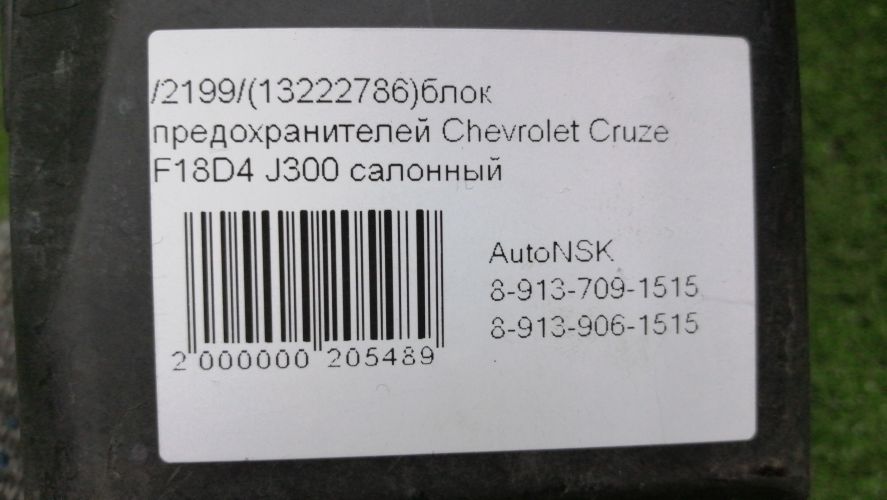 /2199/(13222786)блок
предохранителей Chevrolet Cruze
F18D4 J300 салонный
AutoNSK
8-913-709-1515
8-913-906-1515
2 000000 205489